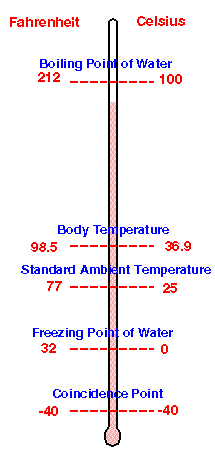 Fahrenheit Celsius
Boiling Point of Water
212 100
Body Temperature
98.5 36.9
Standard Ambient Temperature
77 25
Freezing Point of Water
32 0
Coincidence Point
-40 -40